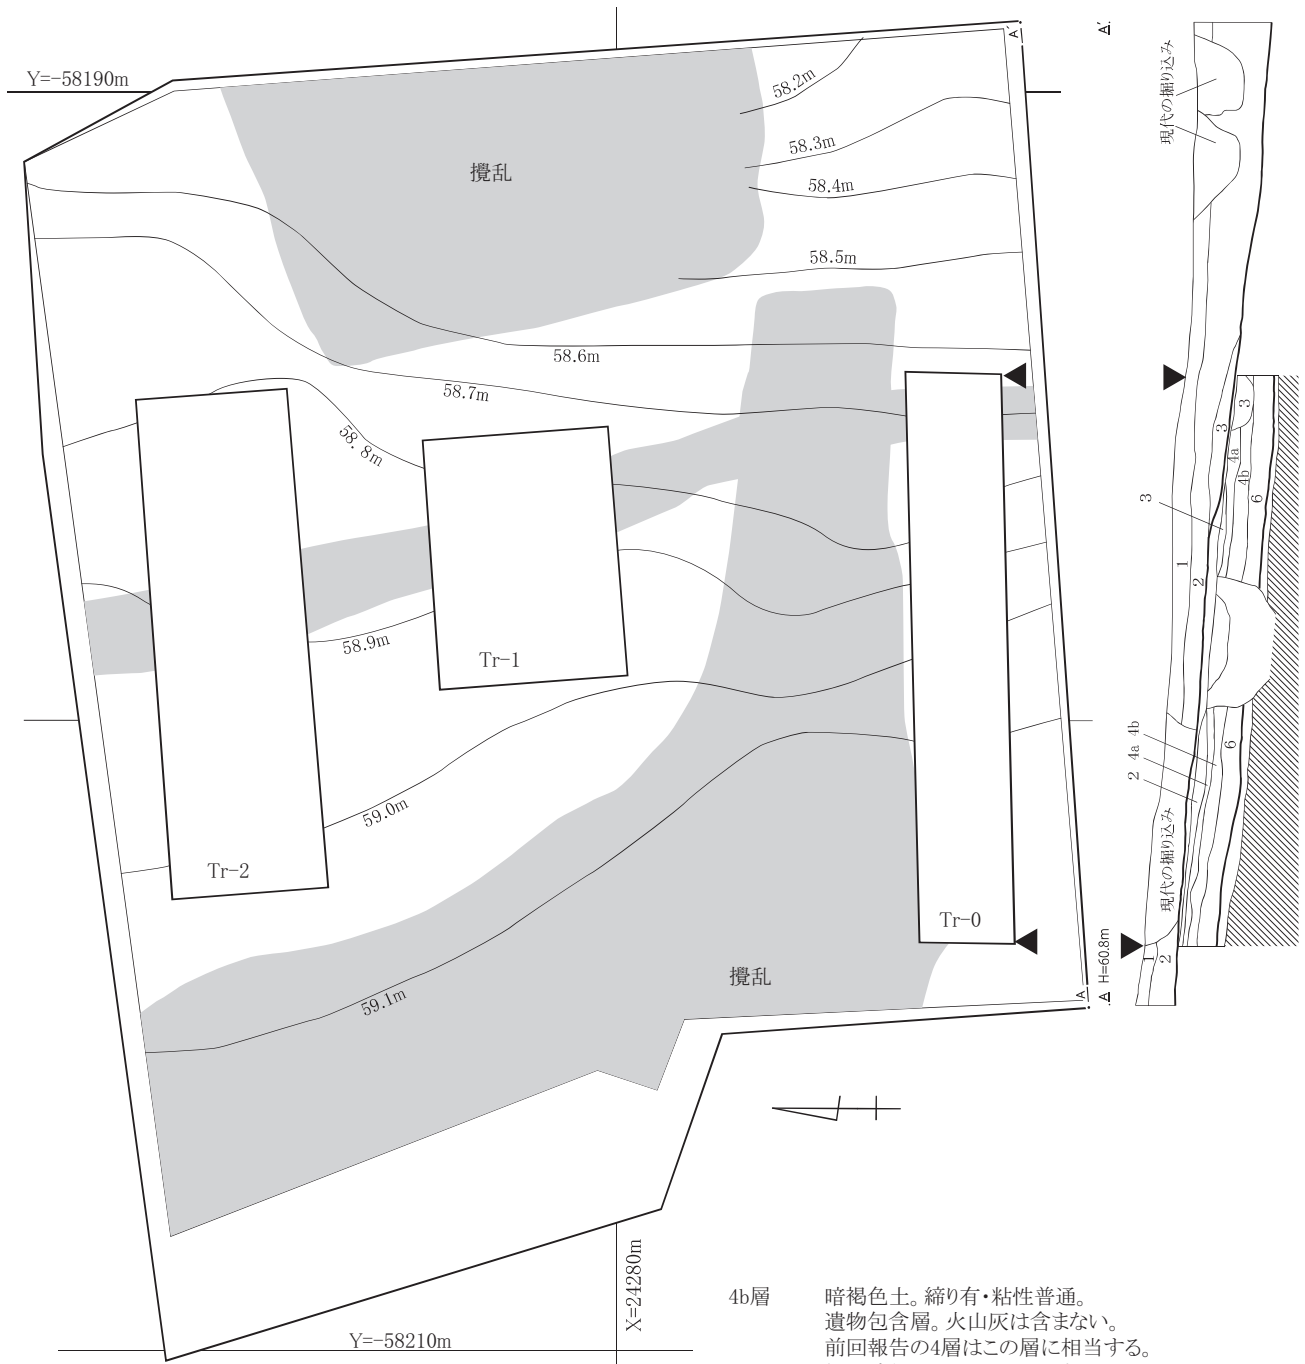 Y=-58190m
A'
A'
現代の掘り込み
58.2m
58.3m
攪乱
58.4m
58.5m
58.6m
58.7m
58.8m
3
3
4a
4b
6
3
1
2
58.9m
Tr-1
59.0m
Tr-2
Tr-0
2 4a 4b
6
現代の掘り込み
1
2
攪乱
59.1m
A
A H=60.8m
X=24280m
Y=-58210m
4b層 暗褐色土。締り有・粘性普通。
遺物包含層。火山灰は含まない。
前回報告の4層はこの層に相当する。